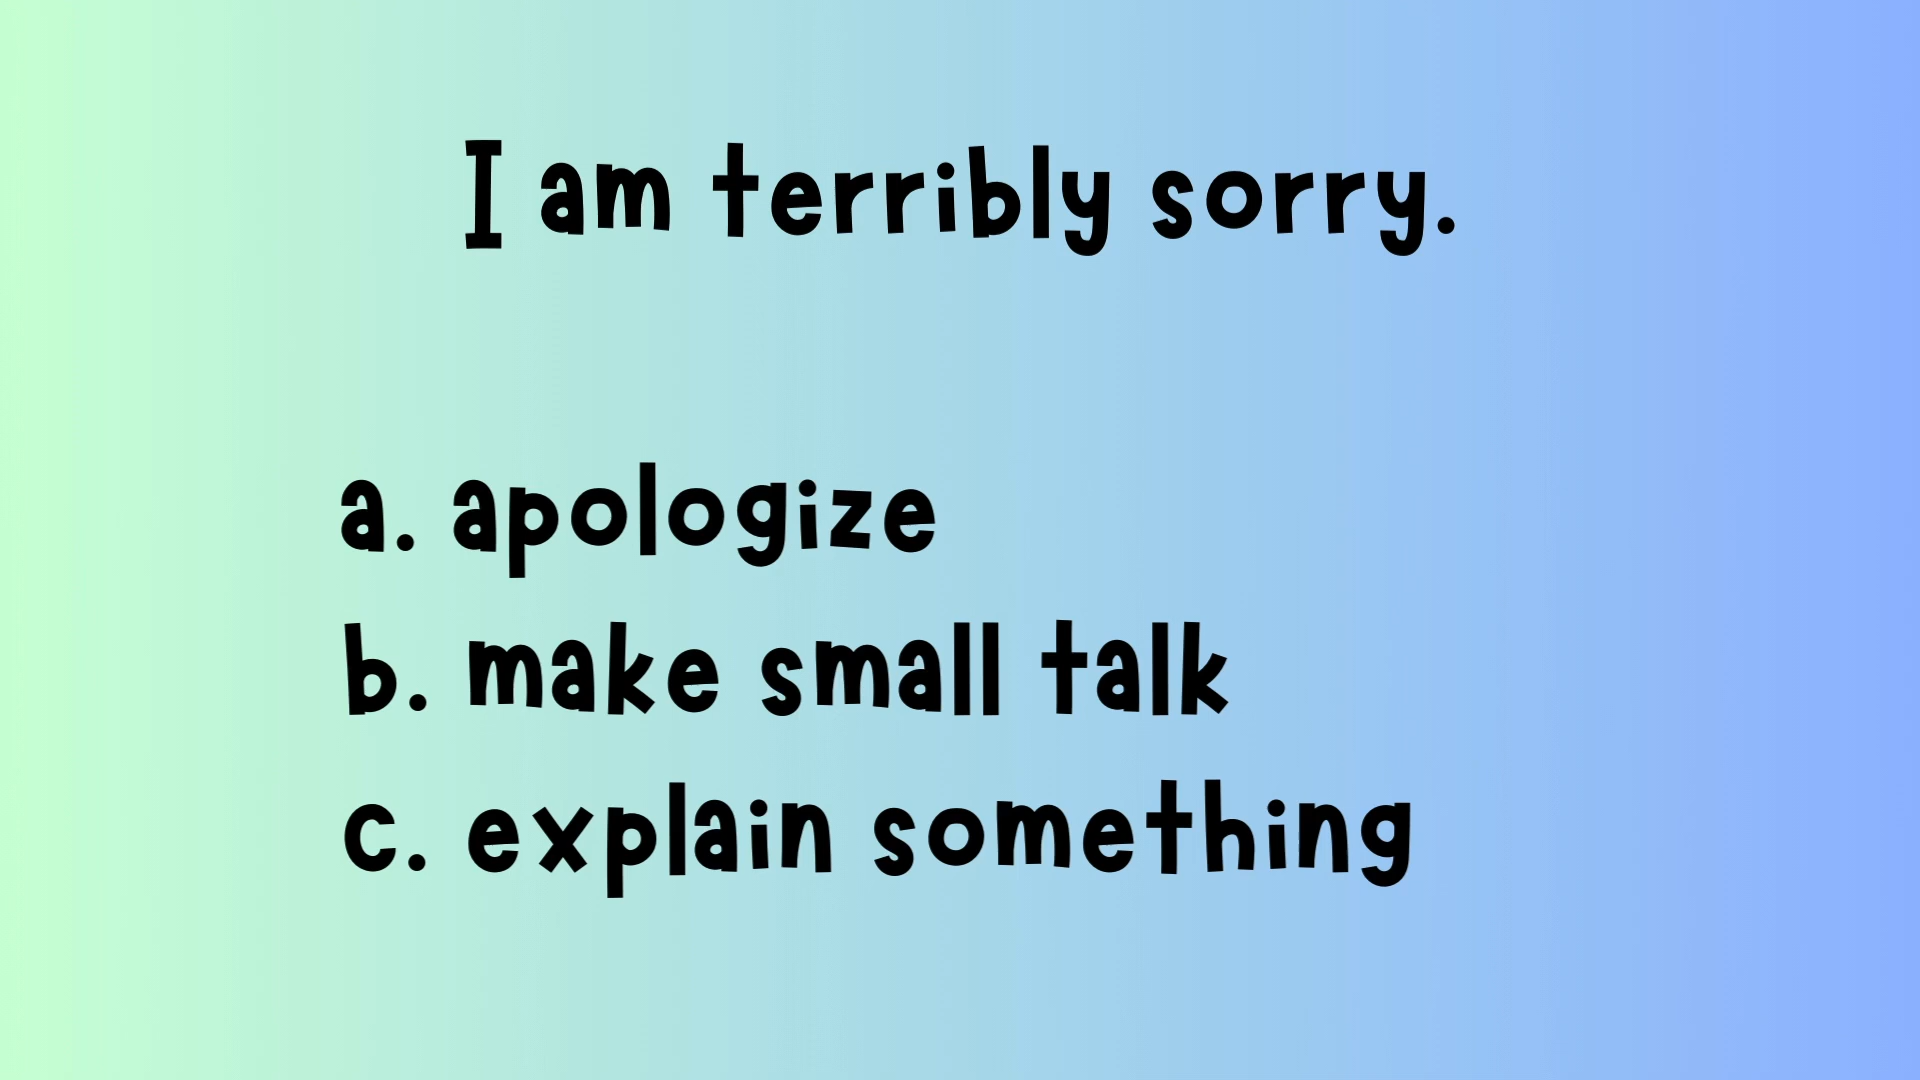 I am terribly sorry.
a. apologize
b. make small talk
c. explain something